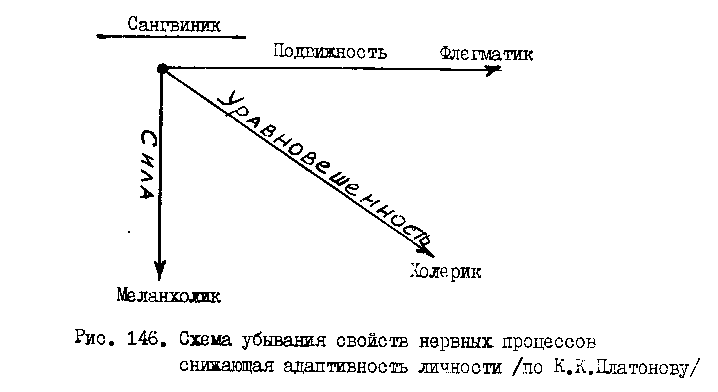 Сангвиник
Подвижность Флегматик
Уравновешенность
Сила
Холерик
Меланхолик
Рис. 146. Схема убывания свойств нервных процессов
снижающая адаптивность личности /по К.К.Платонову/